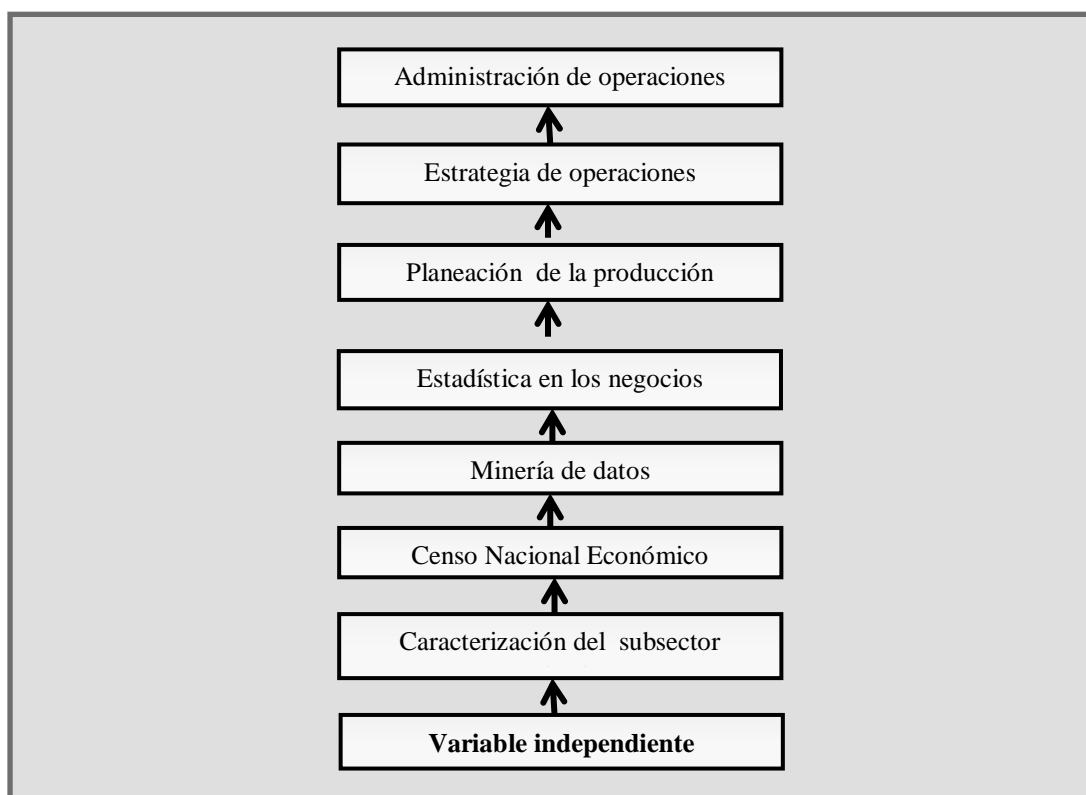 Administración de operaciones
Estrategia de operaciones
Planeación de la producción
Estadística en los negocios
Minería de datos
Censo Nacional Económico
Caracterización del subsector
Variable independiente